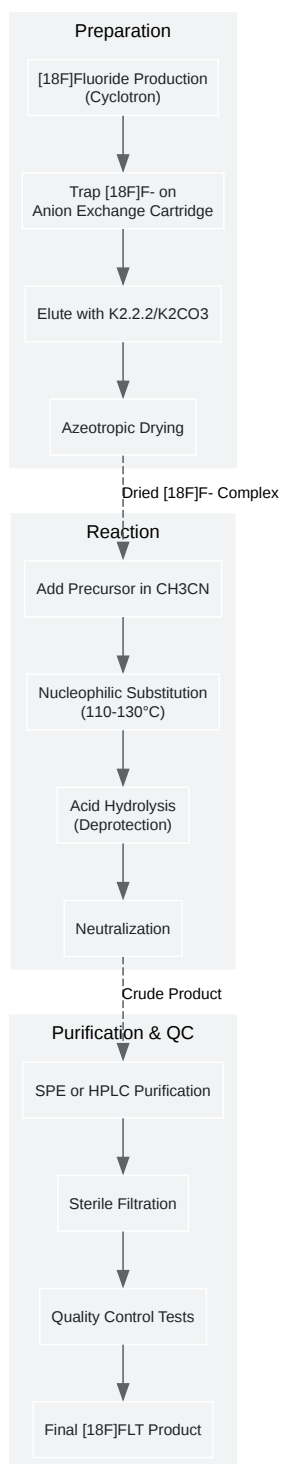 Preparation
[18F]Fluoride Production
(Cyclotron)
Trap [18F]F- on
Anion Exchange Cartridge
Elute with K2.2.2/K2CO3
Azeotropic Drying
Dried [18F]F- Complex
Reaction
Add Precursor in CH3CN
Nucleophilic Substitution
(110-130°C)
Acid Hydrolysis
(Deprotection)
Neutralization
Crude Product
Purification & QC
SPE or HPLC Purification
Sterile Filtration
Quality Control Tests
Final [18F]FLT Product